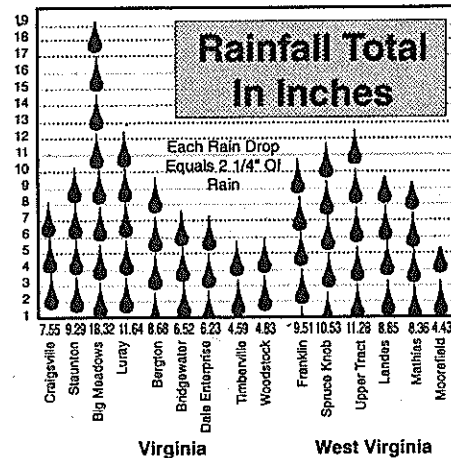 Rainfall Total
In Inches
Each Rain Drop
Equals 2 1/4" Of
Rain
19
18
17
16
15
14
13
12
11
10
9
8
7
6
5
4
3
2
1
7.55 9.29 18.32 11.64 8.68 6.52 6.23 4.59 4.83 9.51 10.53 11.28 8.65 8.36 4.43
Craigsville
Staunton
Big Meadows
Luray
Bergton
Bridgewater
Dale Enterprise
Timberville
Woodstock
Franklin
Spruce Knob
Upper Tract
Landes
Mathias
Moorefield
Virginia
West Virginia